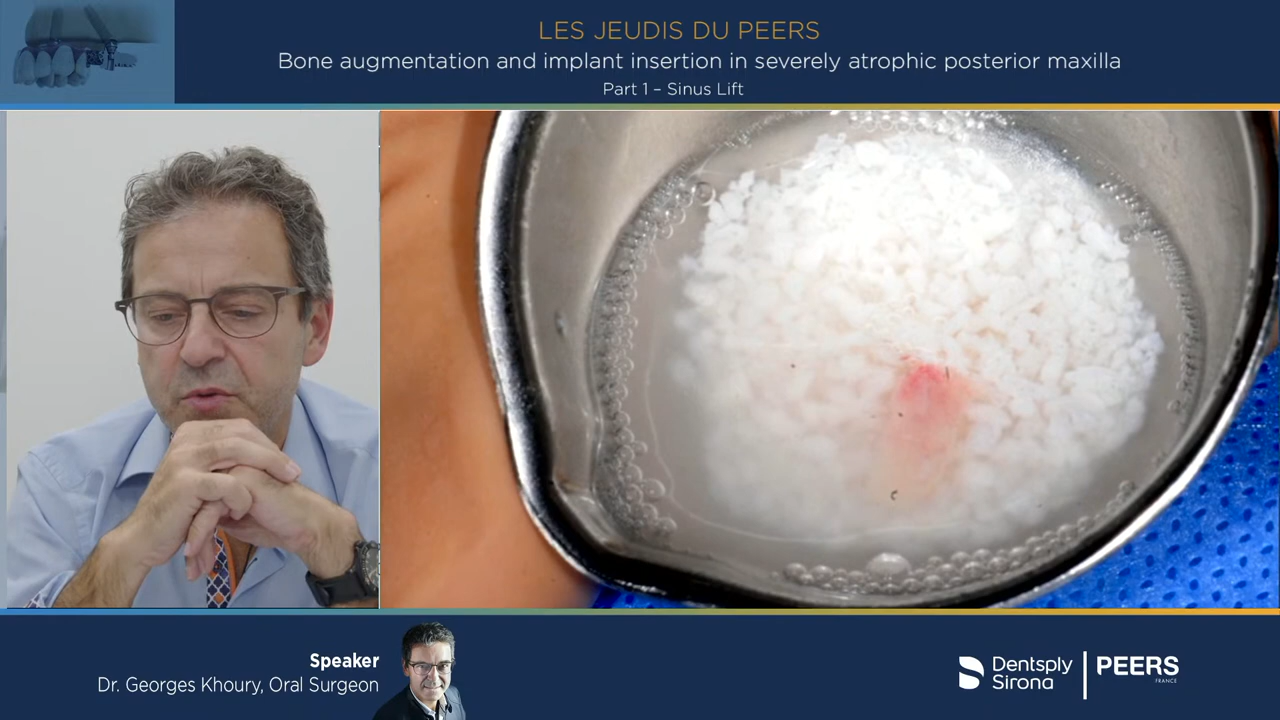 LES JEUDIS DU PEERS
Bone augmentation and implant insertion in severely atrophic posterior maxilla
Part 1 – Sinus Lift
Speaker
Dr. Georges Khoury, Oral Surgeon
Dentsply
Sirona
PEERS
FRANCE